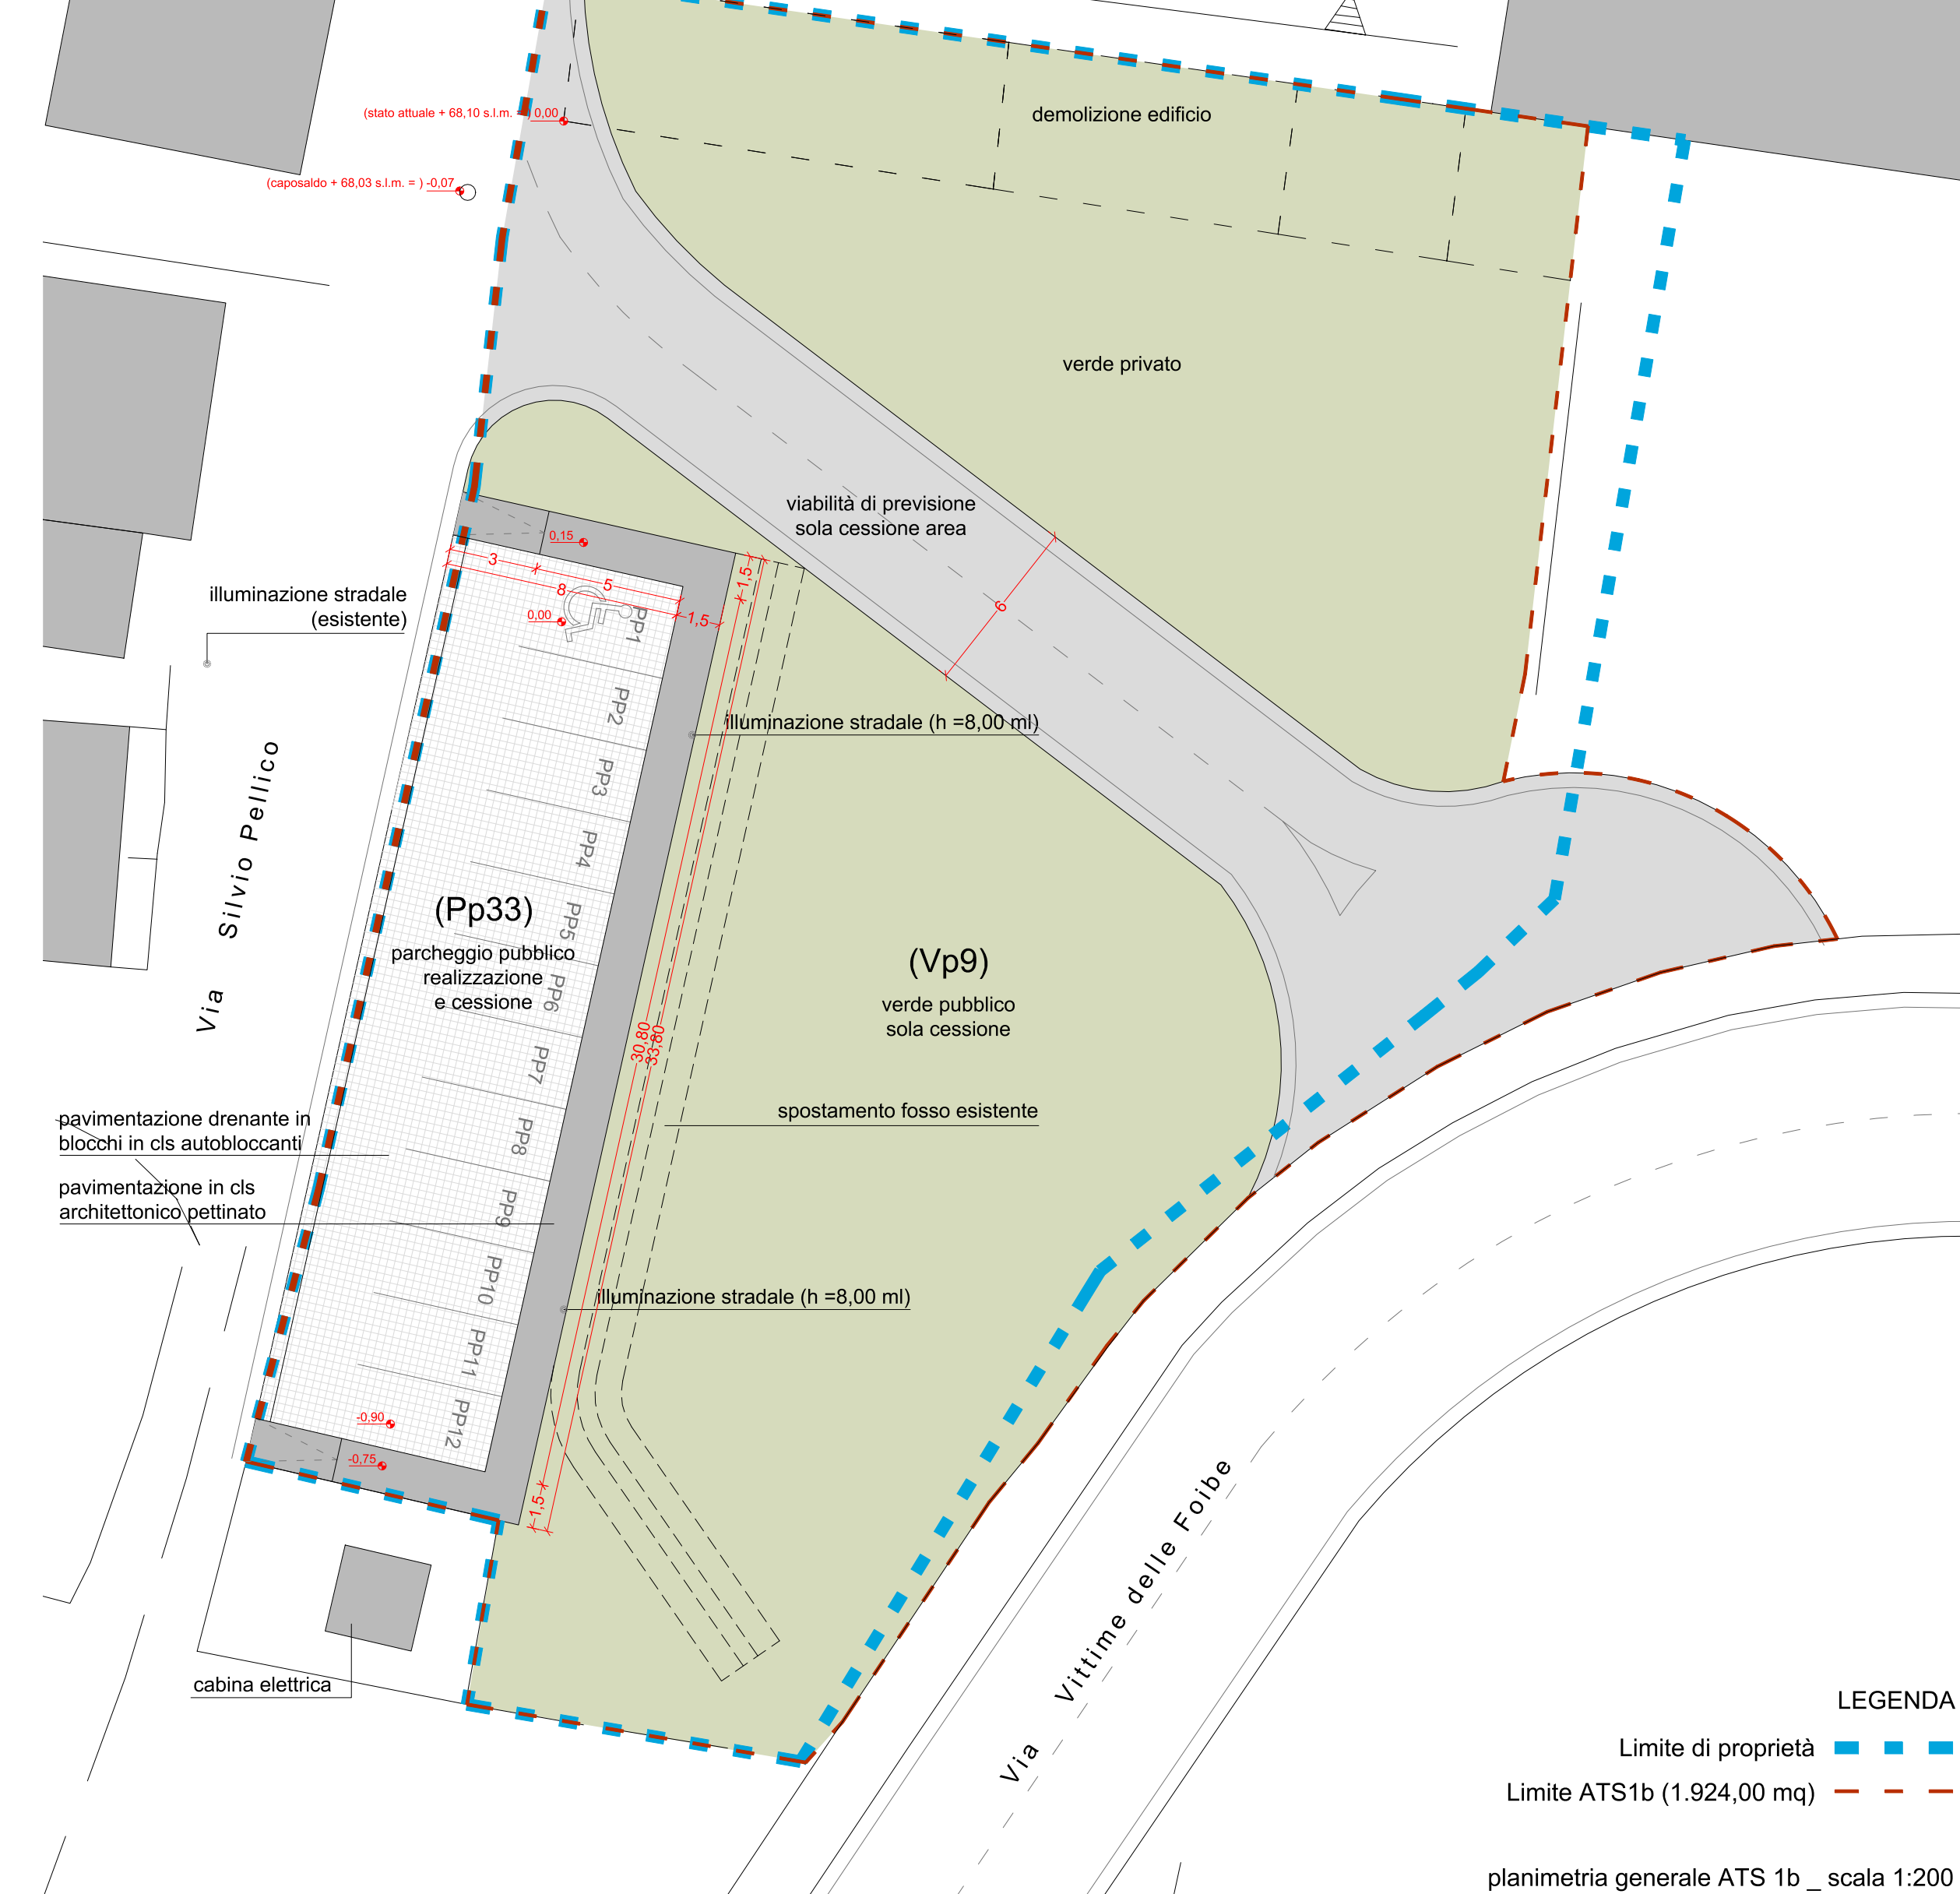 demolizione edificio
(stato attuale + 68,10 s.l.m. = ) 0,00
(caposaldo + 68,03 s.l.m. = ) -0,07
verde privato
viabilità di previsione
sola cessione area
0,15
3
5
8
1,5
1,5
6
0,00
illuminazione stradale
(esistente)
PP1
PP2
PP3
PP4
PP5
PP6
PP7
PP8
PP9
PP10
PP11
PP12
illuminazione stradale (h =8,00 ml)
Via Silvio Pellico
(Pp33)
parcheggio pubblico
realizzazione
e cessione
(Vp9)
verde pubblico
sola cessione
30,80
33,80
spostamento fosso esistente
pavimentazione drenante in
blocchi in cls autobloccanti
pavimentazione in cls
architettonico pettinato
illuminazione stradale (h =8,00 ml)
-0,90
-0,75
1,5
cabina elettrica
Via Vittime delle Foibe
LEGENDA
Limite di proprietà
Limite ATS1b (1.924,00 mq)
planimetria generale ATS 1b _ scala 1:200